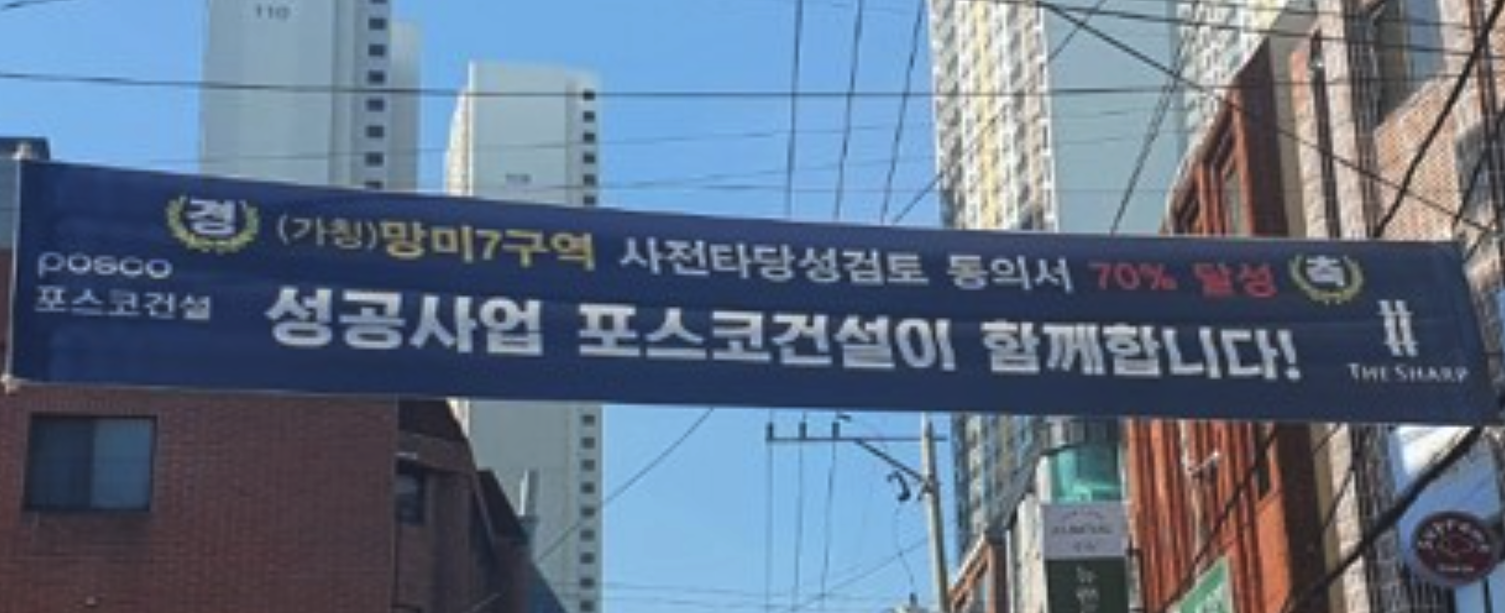 110
경 (가칭)망미7구역 사전타당성검토 동의서 70% 달성 축
posco
포스코건설
성공사업 포스코건설이 함께합니다!
THE SHARP